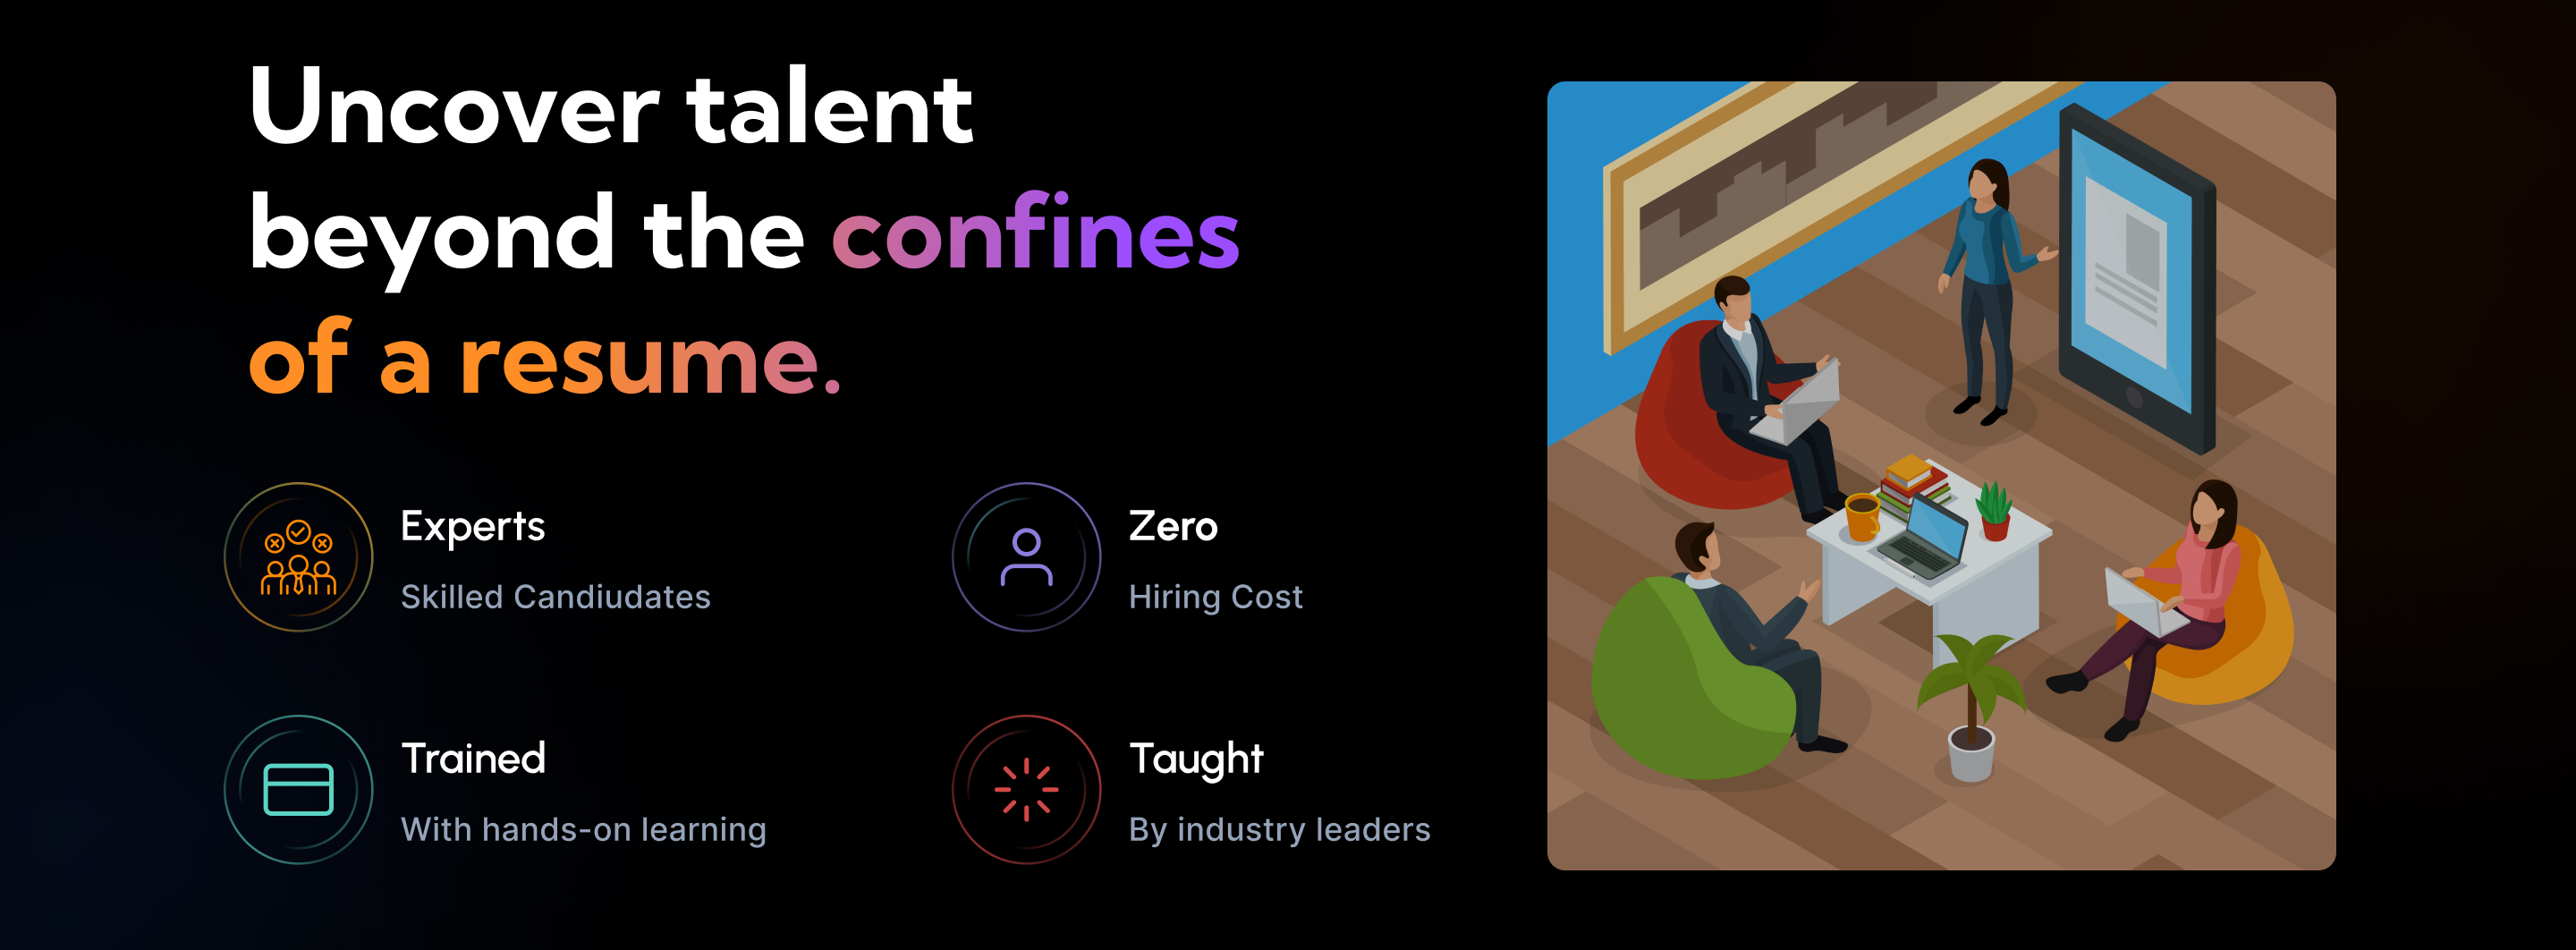 Uncover talent
beyond the confines
of a resume.
Experts
Skilled Candiudates
Zero
Hiring Cost
Trained
With hands-on learning
Taught
By industry leaders